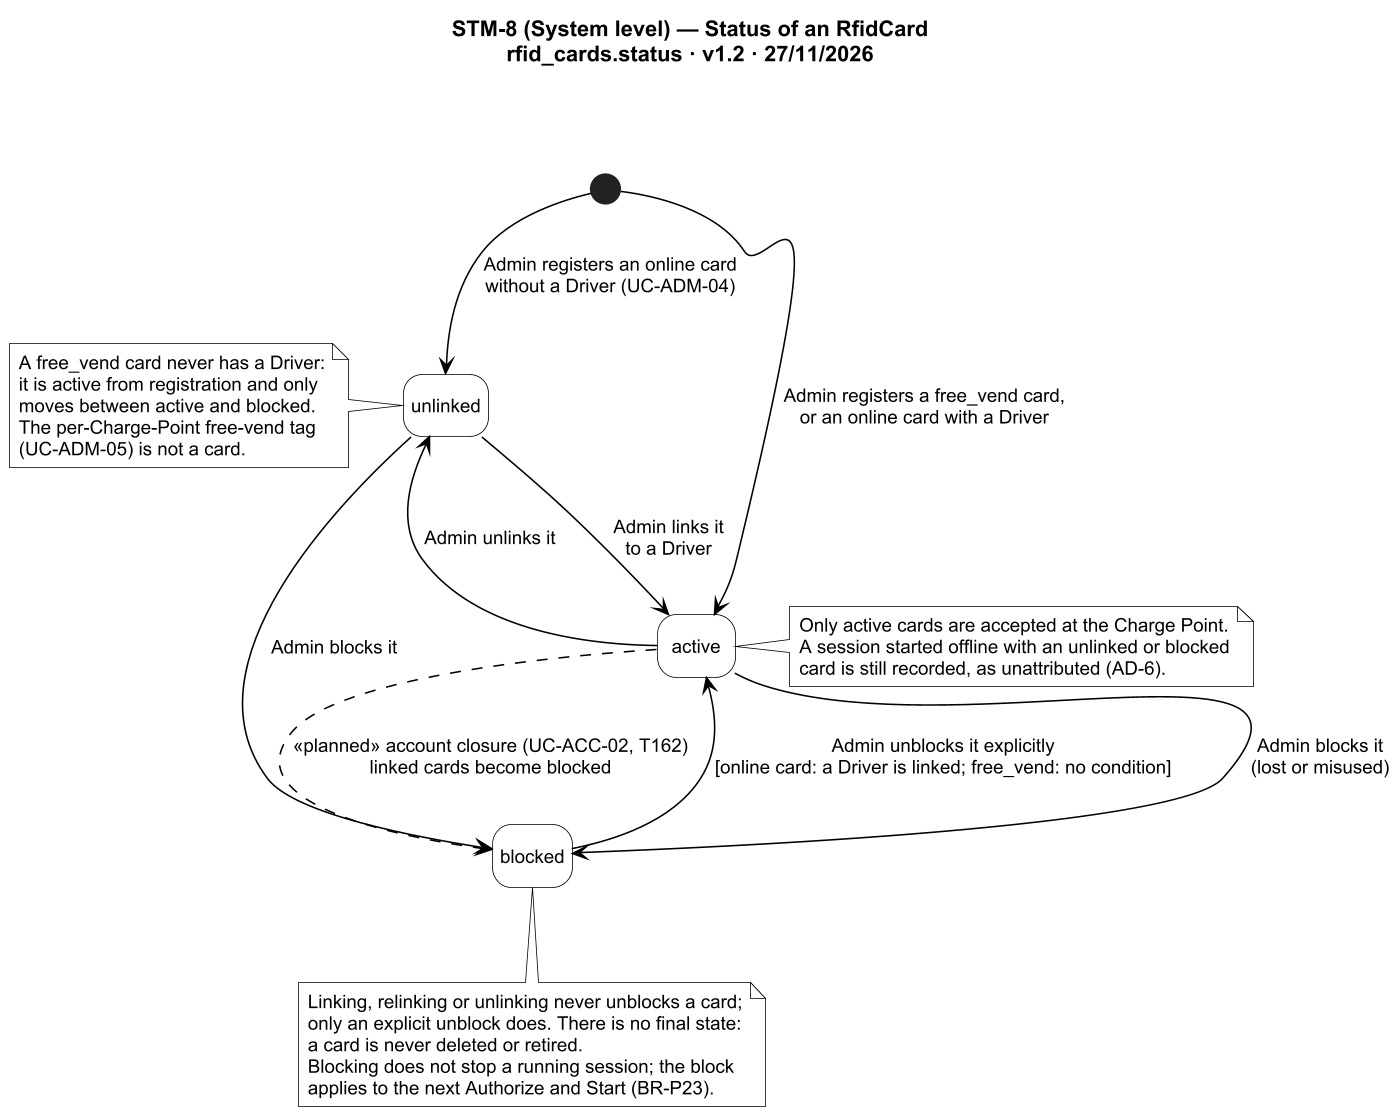 STM-8 (System level) — Status of an RfidCard
rfid_cards.status · v1.2 · 27/11/2026
Admin registers an online card
without a Driver (UC-ADM-04)
A free_vend card never has a Driver:
it is active from registration and only
moves between active and blocked.
The per-Charge-Point free-vend tag
(UC-ADM-05) is not a card.
unlinked
Admin registers a free_vend card,
or an online card with a Driver
Admin unlinks it
Admin links it
to a Driver
Admin blocks it
active
Only active cards are accepted at the Charge Point.
A session started offline with an unlinked or blocked
card is still recorded, as unattributed (AD-6).
«planned» account closure (UC-ACC-02, T162)
linked cards become blocked
Admin unblocks it explicitly
[online card: a Driver is linked; free_vend: no condition]
Admin blocks it
(lost or misused)
blocked
Linking, relinking or unlinking never unblocks a card;
only an explicit unblock does. There is no final state:
a card is never deleted or retired.
Blocking does not stop a running session; the block
applies to the next Authorize and Start (BR-P23).